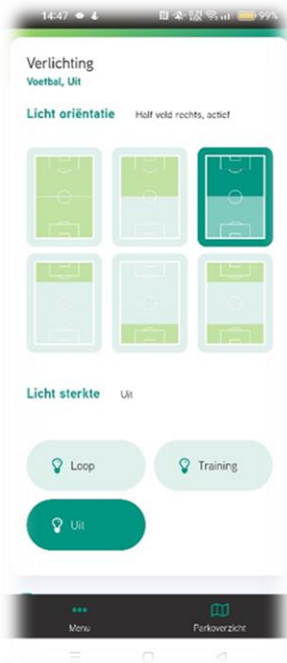 14:47
99%
Verlichting
Voetbal, Uit
Licht oriëntatie Half veld rechts, actief
Licht sterkte Uit
Loop Training
Uit
Menu Parkoverzicht